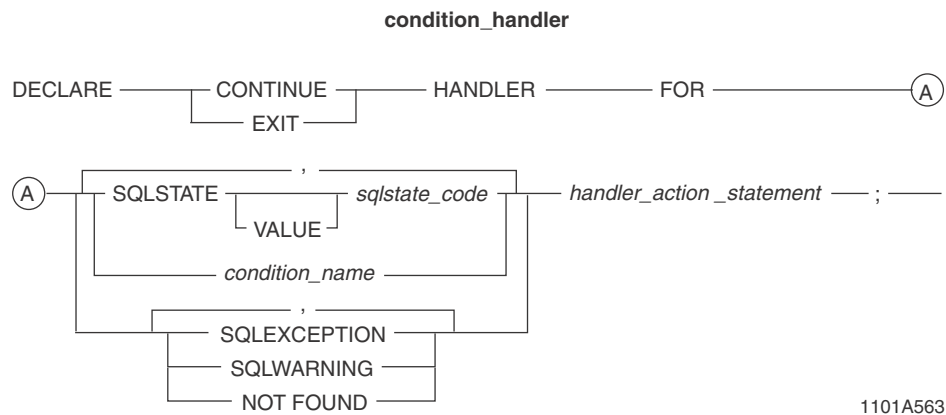 condition_handler
DECLARE CONTINUE HANDLER FOR A
EXIT
,
A SQLSTATE sqlstate_code handler_action _statement ;
VALUE
condition_name
,
SQLEXCEPTION
SQLWARNING
NOT FOUND
1101A563